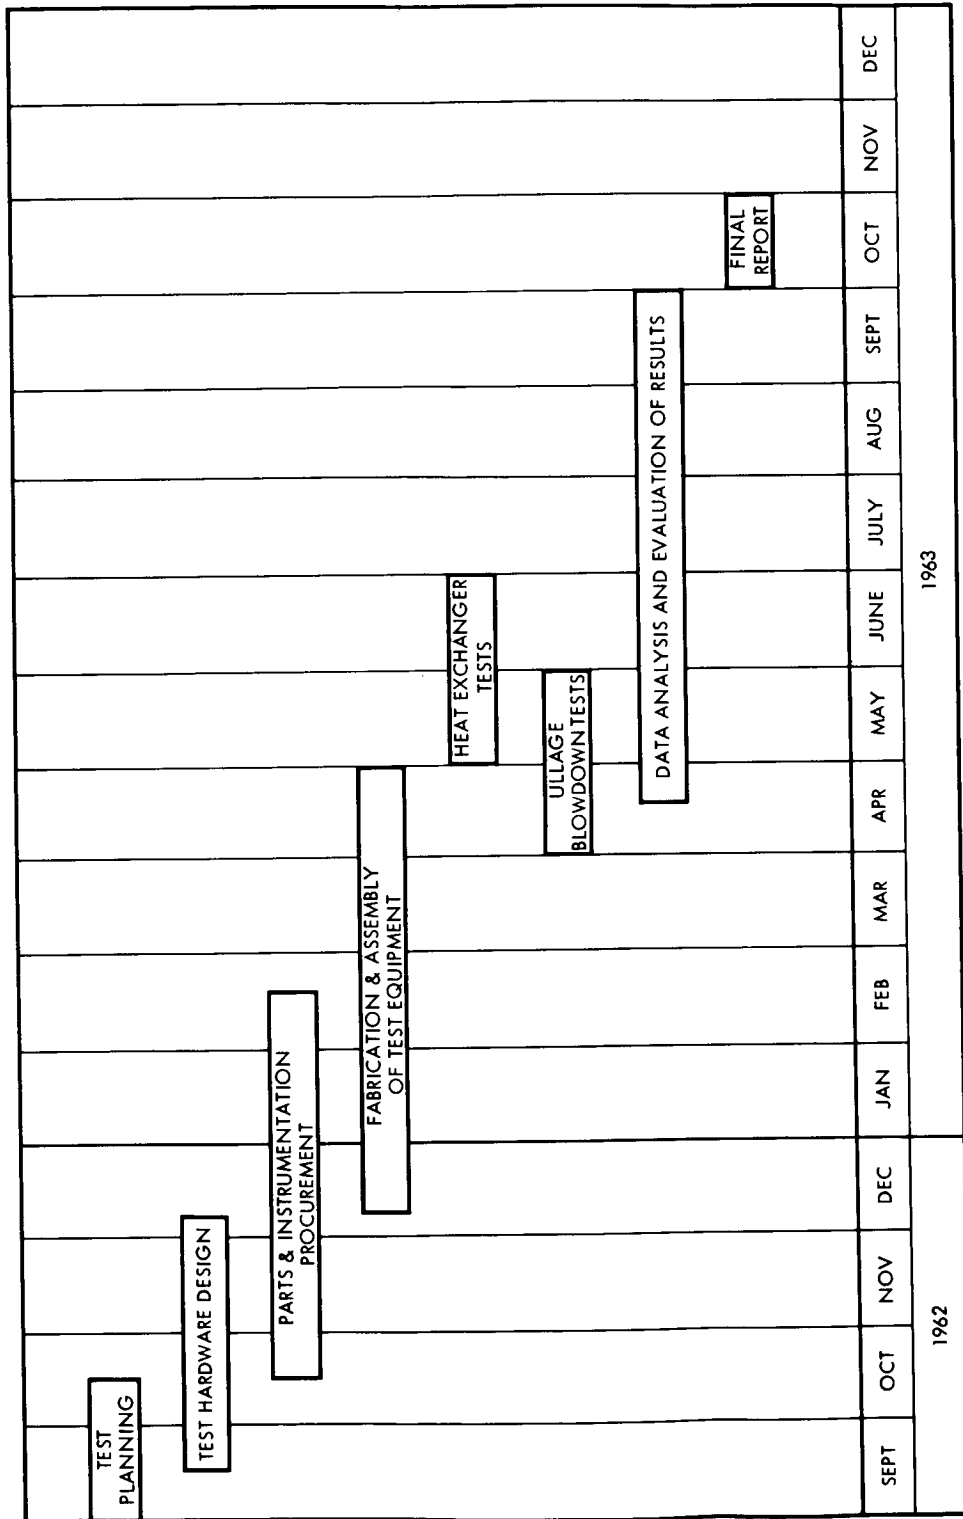 TEST
PLANNING
TEST HARDWARE DESIGN
PARTS & INSTRUMENTATION
PROCUREMENT
FABRICATION & ASSEMBLY
OF TEST EQUIPMENT
HEAT EXCHANGER
TESTS
ULLAGE
BLOWDOWN TESTS
DATA ANALYSIS AND EVALUATION OF RESULTS
FINAL
REPORT
SEPT OCT NOV DEC JAN FEB MAR APR MAY JUNE JULY AUG SEPT OCT NOV DEC
1962 1963